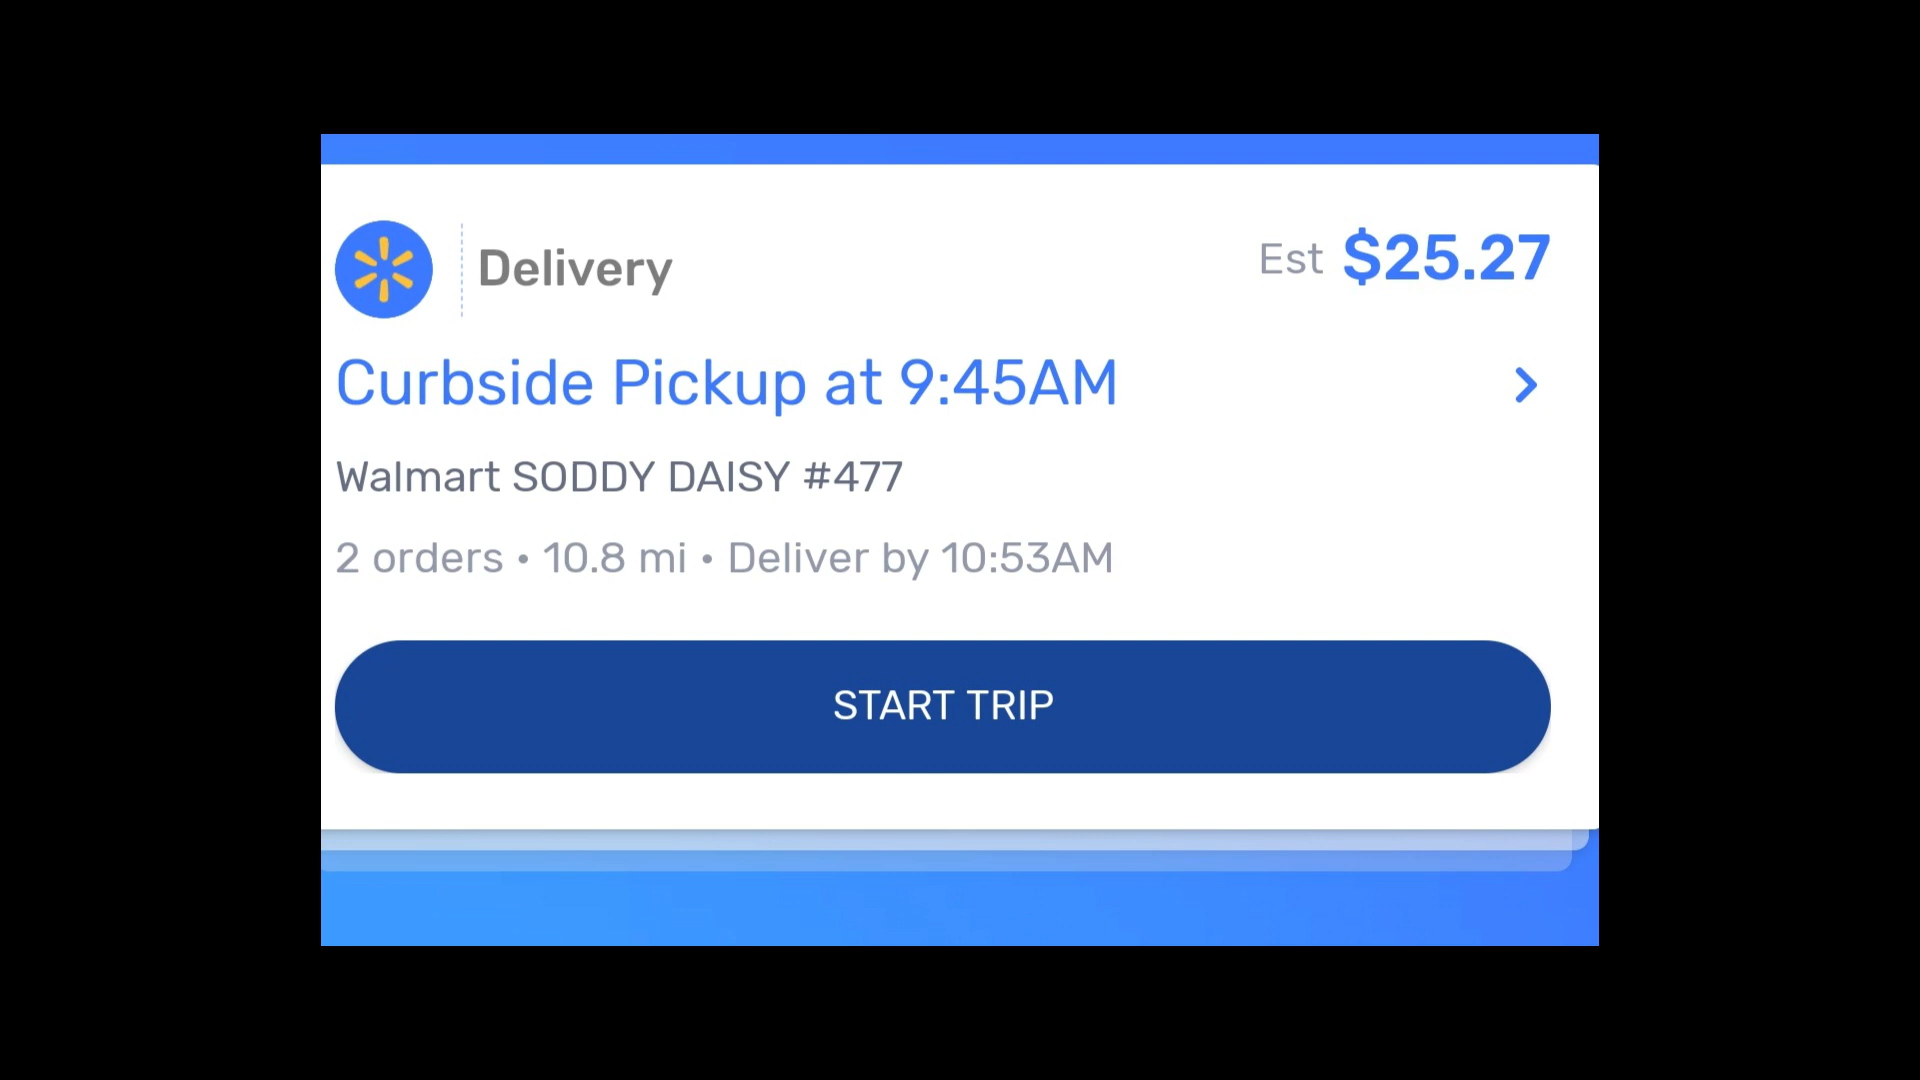 Delivery
Est $25.27
Curbside Pickup at 9:45AM
Walmart SODDY DAISY #477
2 orders • 10.8 mi • Deliver by 10:53AM
START TRIP